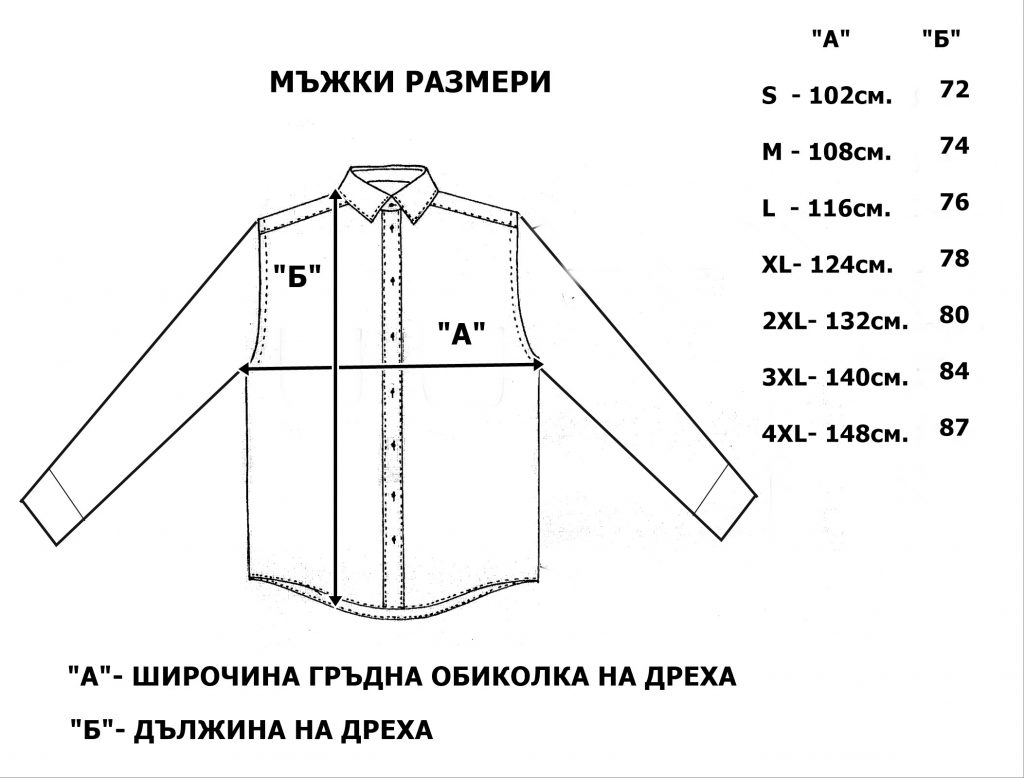 "А" "Б"
МЪЖКИ РАЗМЕРИ
S - 102см. 72
M - 108см. 74
L - 116см. 76
XL- 124см. 78
2XL- 132см. 80
3XL- 140см. 84
4XL- 148см. 87
"Б"
"А"
"А"- ШИРОЧИНА ГРЪДНА ОБИКОЛКА НА ДРЕХА
"Б"- ДЪЛЖИНА НА ДРЕХА